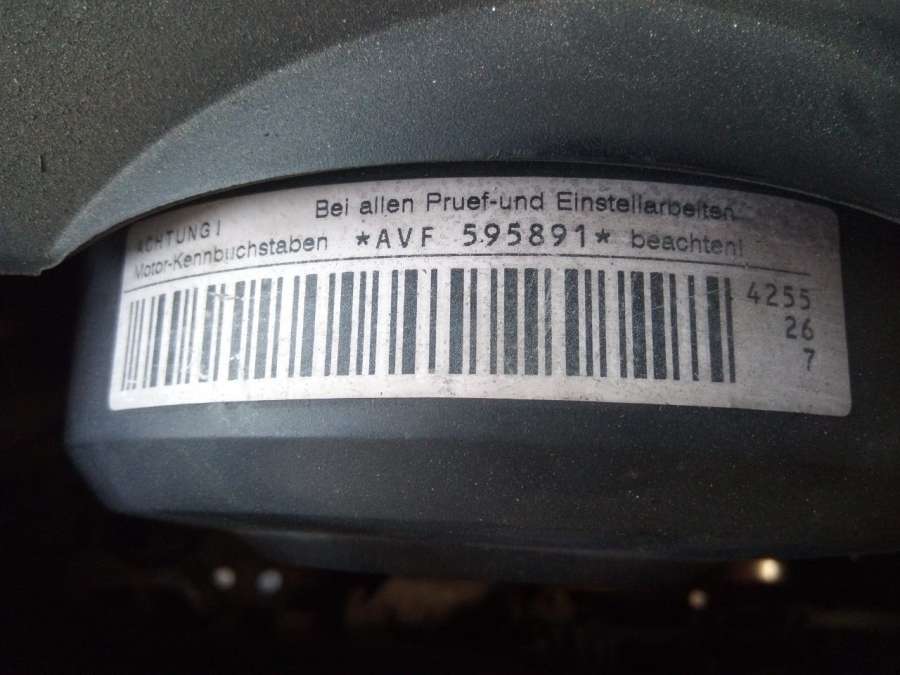 ACHTUNG! Bei allen Pruef-und Einstellarbeiten
Motor-Kennbuchstaben *AVF 595891* beachten!
4255
26
7